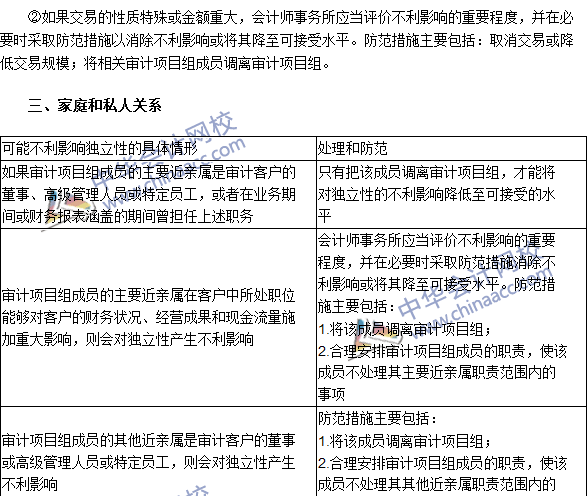 ②如果交易的性质特殊或金额重大，会计师事务所应当评价不利影响的重要程度，并在必
要时采取防范措施以消除不利影响或将其降至可接受水平。防范措施主要包括：取消交易或降
低交易规模；将相关审计项目组成员调离审计项目组。
三、家庭和私人关系
可能不利影响独立性的具体情形
处理和防范
如果审计项目组成员的主要近亲属是审计客户的
董事、高级管理人员或特定员工，或者在业务期
间或财务报表涵盖的期间曾担任上述职务
只有把该成员调离审计项目组，才能将
对独立性的不利影响降低至可接受的水
平
审计项目组成员的主要近亲属在客户中所处职位
能够对客户的财务状况、经营成果和现金流量施
加重大影响，则会对独立性产生不利影响
会计师事务所应当评价不利影响的重要
程度，并在必要时采取防范措施消除不
利影响或将其降至可接受水平。防范措
施主要包括：
1.将该成员调离审计项目组；
2.合理安排审计项目组成员的职责，使该
成员不处理其主要近亲属职责范围内的
事项
审计项目组成员的其他近亲属是审计客户的董事
或高级管理人员或特定员工，则会对独立性产生
不利影响
防范措施主要包括：
1.将该成员调离审计项目组；
2.合理安排审计项目组成员的职责，使该
成员不处理其其他近亲属职责范围内的
中华会计网校
www.chinaacc.com
中华会计网校
www.chinaacc.com